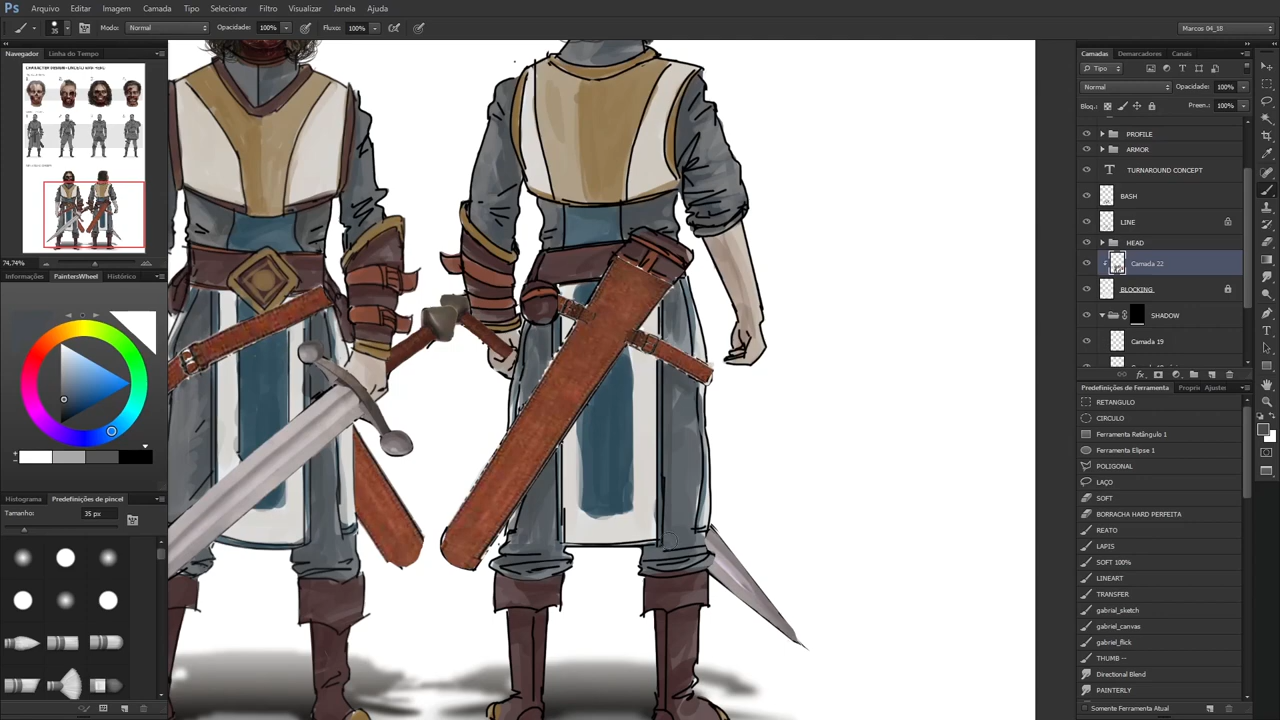 Ps Arquivo Editar Imagem Camada Tipo Selecionar Filtro Visualizar Janela Ajuda
35 Modo: Normal Opacidade: 100% Fluxo: 100% Marcos 04_18
Navegador Linha do Tempo
74,74%
Informações PaintersWheel Histórico
Histograma Predefinições de pincel
Tamanho: 35 px
Camadas Demarcadores Canais
Tipo
Normal Opacidade: 100%
Bloq.: Preen.: 100%
PROFILE
ARMOR
TURNAROUND CONCEPT
BASH
LINE
HEAD
Camada 22
BLOCKING
SHADOW
Camada 19
Predefinições de Ferramenta Proprie Ajustes
RETANGULO
CIRCULO
Ferramenta Retângulo 1
Ferramenta Elipse 1
POLIGONAL
LAÇO
SOFT
BORRACHA HARD PERFEITA
REATO
LAPIS
SOFT 100%
LINEART
TRANSFER
gabrial_sketch
gabriel_canvas
gabriel_flick
THUMB --
Directional Blend
PAINTERLY
Somente Ferramenta Atual